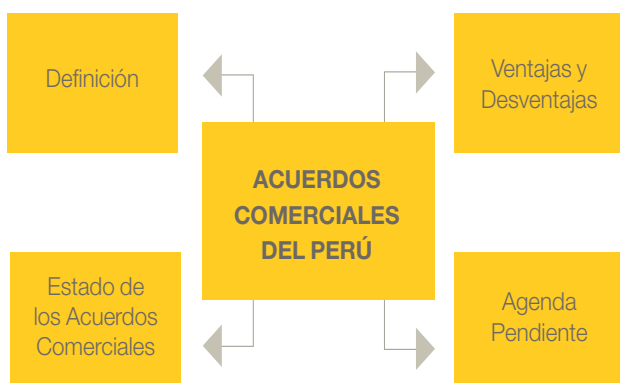 Definición
Ventajas y
Desventajas
ACUERDOS
COMERCIALES
DEL PERÚ
Estado de
los Acuerdos
Comerciales
Agenda
Pendiente